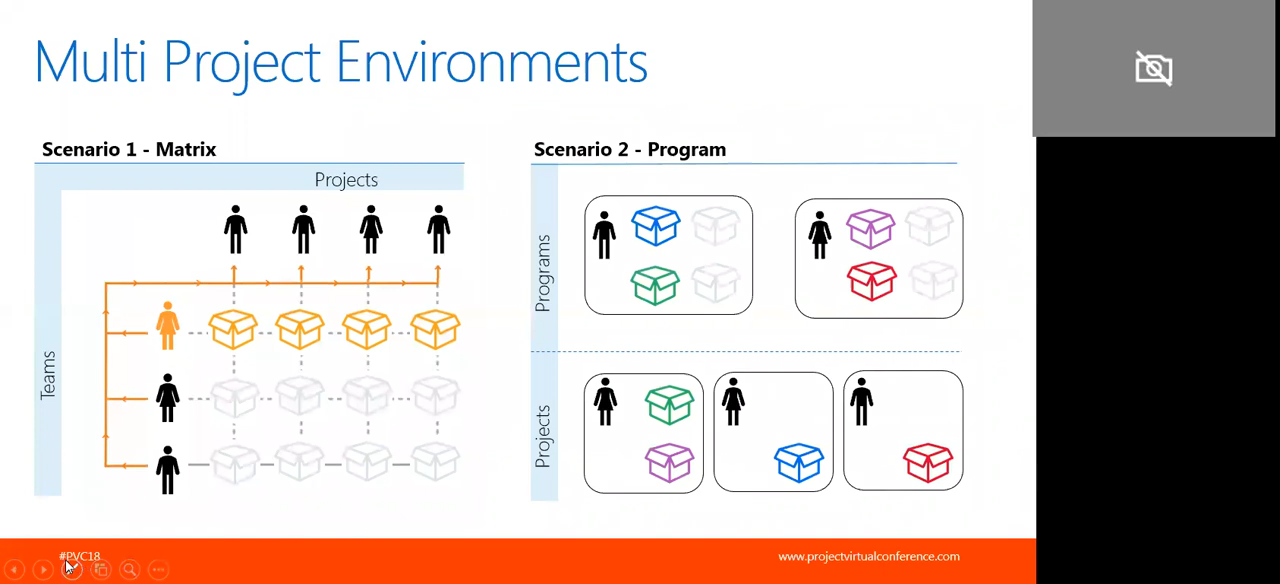 Multi Project Environments
Scenario 1 - Matrix
Projects
Teams
Scenario 2 - Program
Programs
Projects
#PVC18
www.projectvirtualconference.com